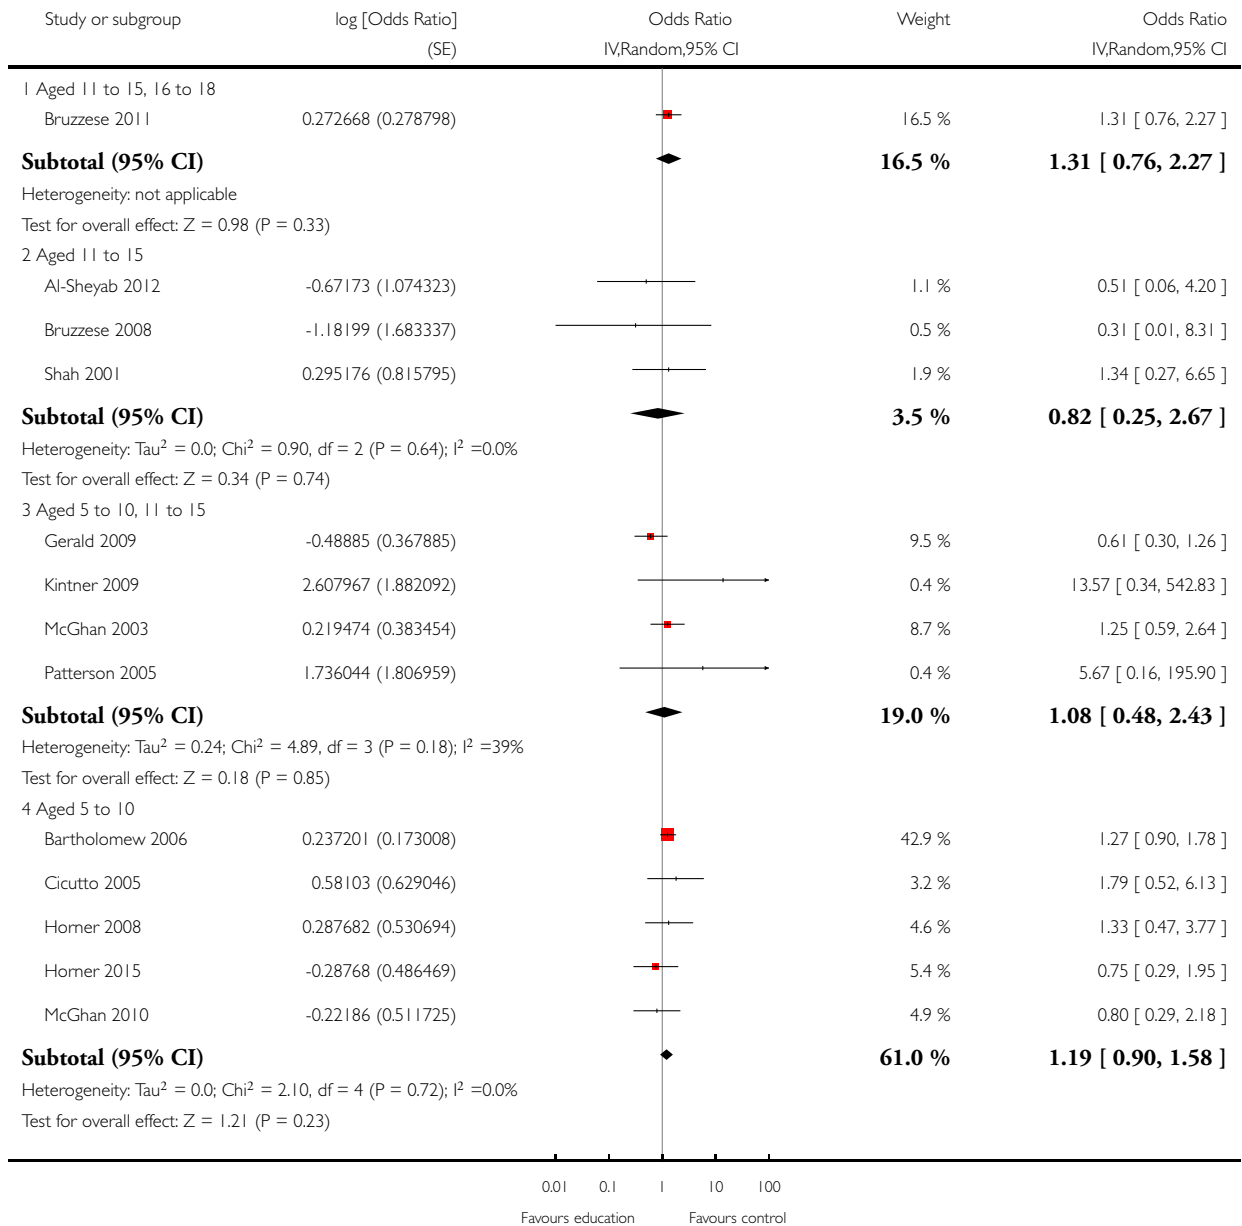 Study or subgroup log [Odds Ratio] Odds Ratio Weight Odds Ratio
(SE) IV,Random,95% CI IV,Random,95% CI
1 Aged 11 to 15, 16 to 18
Bruzzese 2011 0.272668 (0.278798) 16.5 % 1.31 [ 0.76, 2.27 ]
Subtotal (95% CI) 16.5 % 1.31 [ 0.76, 2.27 ]
Heterogeneity: not applicable
Test for overall effect: Z = 0.98 (P = 0.33)
2 Aged 11 to 15
Al-Sheyab 2012 -0.67173 (1.074323) 1.1 % 0.51 [ 0.06, 4.20 ]
Bruzzese 2008 -1.18199 (1.683337) 0.5 % 0.31 [ 0.01, 8.31 ]
Shah 2001 0.295176 (0.815795) 1.9 % 1.34 [ 0.27, 6.65 ]
Subtotal (95% CI) 3.5 % 0.82 [ 0.25, 2.67 ]
Heterogeneity: Tau² = 0.0; Chi² = 0.90, df = 2 (P = 0.64); I² =0.0%
Test for overall effect: Z = 0.34 (P = 0.74)
3 Aged 5 to 10, 11 to 15
Gerald 2009 -0.48885 (0.367885) 9.5 % 0.61 [ 0.30, 1.26 ]
Kintner 2009 2.607967 (1.882092) 0.4 % 13.57 [ 0.34, 542.83 ]
McGhan 2003 0.219474 (0.383454) 8.7 % 1.25 [ 0.59, 2.64 ]
Patterson 2005 1.736044 (1.806959) 0.4 % 5.67 [ 0.16, 195.90 ]
Subtotal (95% CI) 19.0 % 1.08 [ 0.48, 2.43 ]
Heterogeneity: Tau² = 0.24; Chi² = 4.89, df = 3 (P = 0.18); I² =39%
Test for overall effect: Z = 0.18 (P = 0.85)
4 Aged 5 to 10
Bartholomew 2006 0.237201 (0.173008) 42.9 % 1.27 [ 0.90, 1.78 ]
Cicutto 2005 0.58103 (0.629046) 3.2 % 1.79 [ 0.52, 6.13 ]
Horner 2008 0.287682 (0.530694) 4.6 % 1.33 [ 0.47, 3.77 ]
Horner 2015 -0.28768 (0.486469) 5.4 % 0.75 [ 0.29, 1.95 ]
McGhan 2010 -0.22186 (0.511725) 4.9 % 0.80 [ 0.29, 2.18 ]
Subtotal (95% CI) 61.0 % 1.19 [ 0.90, 1.58 ]
Heterogeneity: Tau² = 0.0; Chi² = 2.10, df = 4 (P = 0.72); I² =0.0%
Test for overall effect: Z = 1.21 (P = 0.23)
0.01 0.1 1 10 100
Favours education Favours control